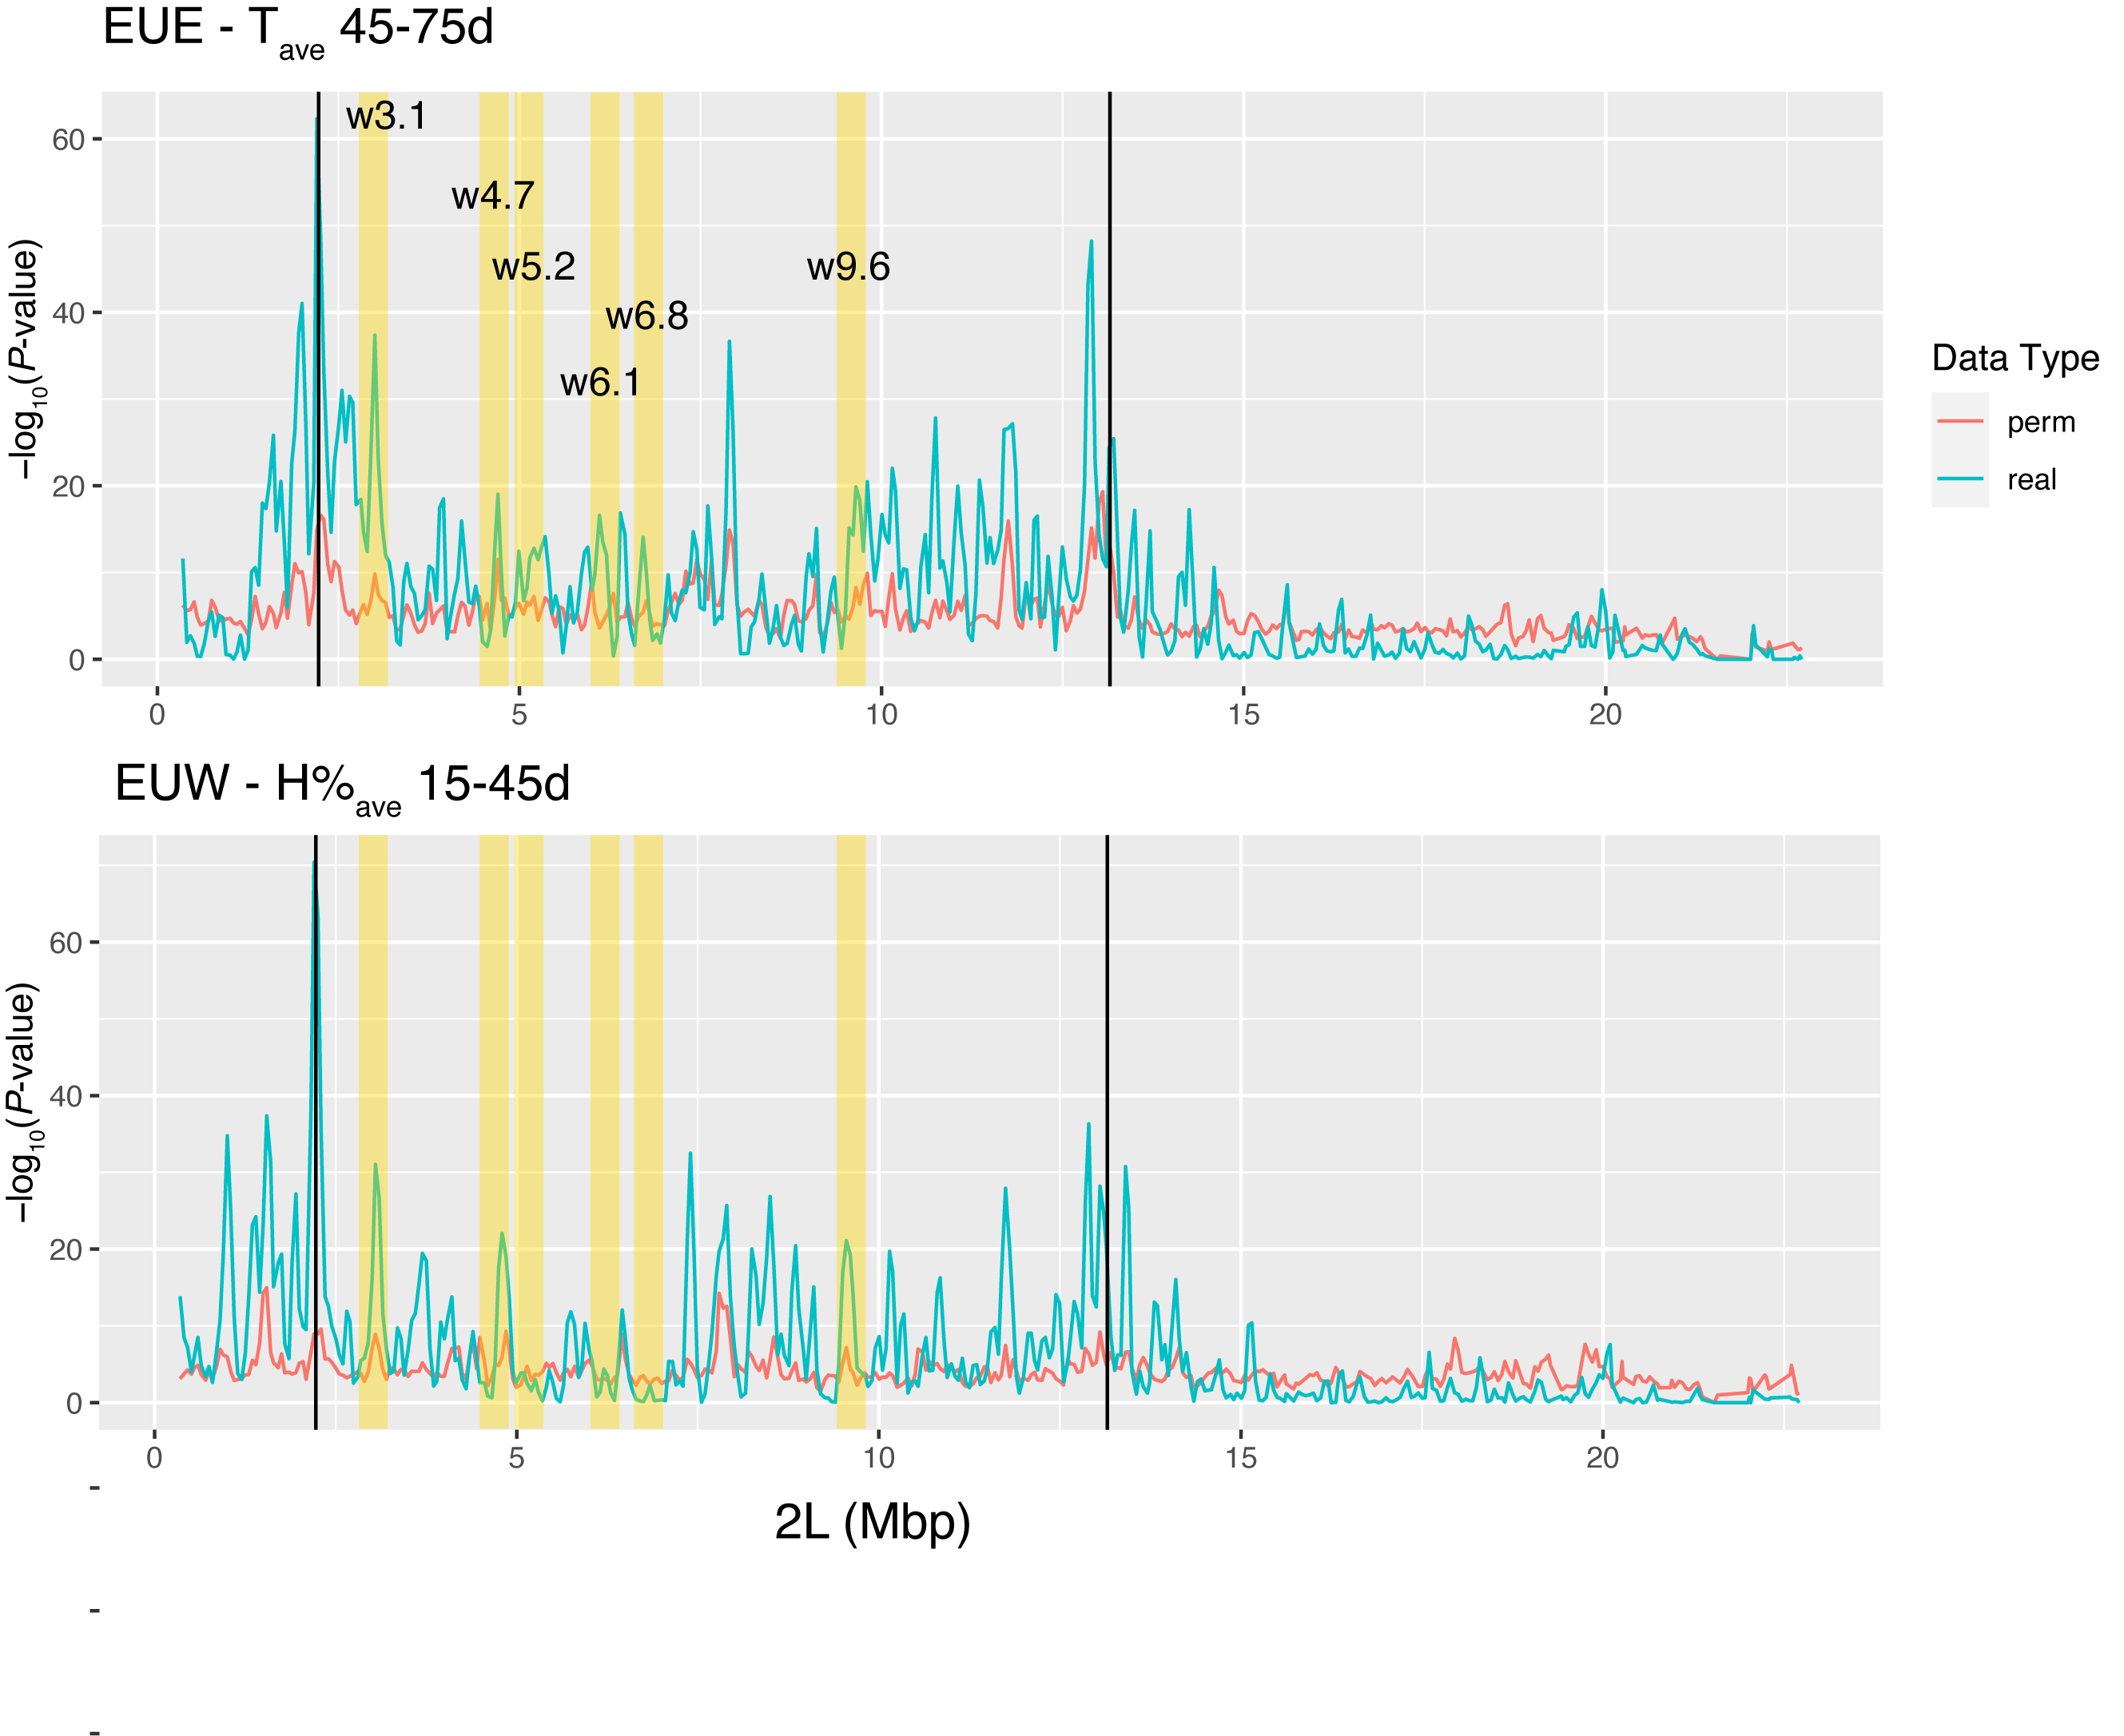 EUE - Tave 45-75d
w3.1
w4.7
w5.2
w9.6
w6.8
w6.1
60
40
20
0
−log10(P-value)
0 5 10 15 20
Data Type
perm
real
EUW - H%ave 15-45d
60
40
20
0
−log10(P-value)
0 5 10 15 20
2L (Mbp)